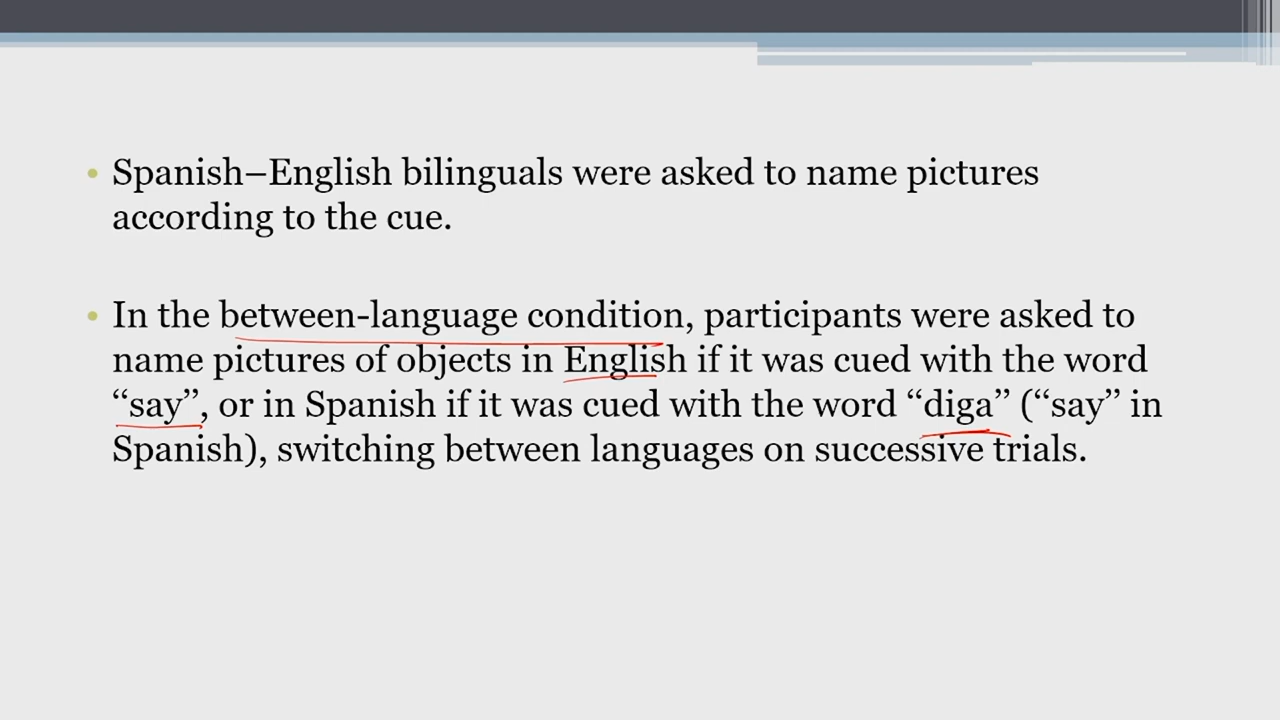 • Spanish–English bilinguals were asked to name pictures
according to the cue.
• In the between-language condition, participants were asked to
name pictures of objects in English if it was cued with the word
“say”, or in Spanish if it was cued with the word “diga” (“say” in
Spanish), switching between languages on successive trials.